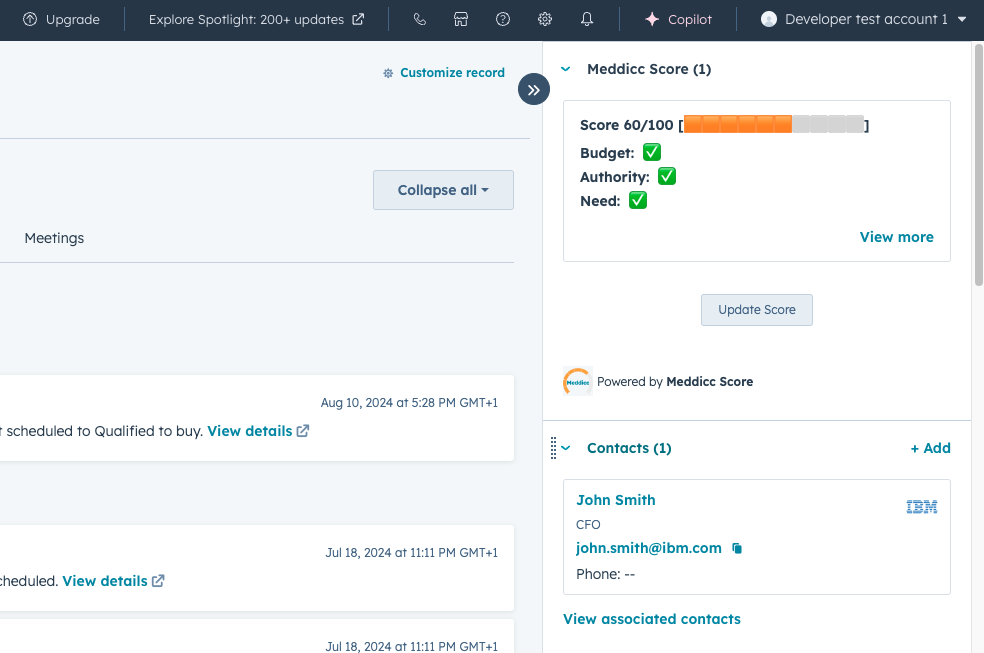 Upgrade
Explore Spotlight: 200+ updates
Copilot
Developer test account 1
Customize record
Collapse all
Meetings
Aug 10, 2024 at 5:28 PM GMT+1
scheduled to Qualified to buy. View details
Jul 18, 2024 at 11:11 PM GMT+1
cheduled. View details
Jul 18, 2024 at 11:11 PM GMT+1
Meddicc Score (1)
Score 60/100 [🟧🟧🟧🟧🟧🟧⬜⬜⬜⬜]
Budget: ✅
Authority: ✅
Need: ✅
View more
Update Score
Meddicc
Powered by Meddicc Score
Contacts (1)
+ Add
John Smith
IBM
CFO
john.smith@ibm.com
Phone: --
View associated contacts